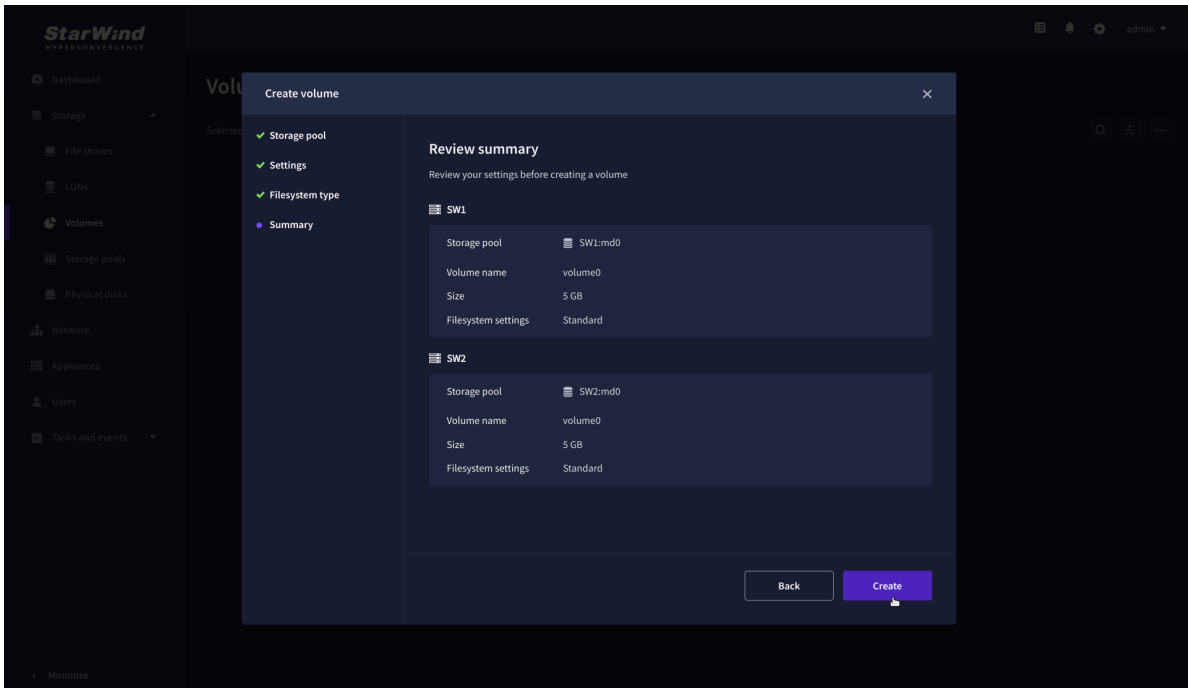 StarWind
HYPERCONVERGENCE
admin
Dashboard
Storage
File shares
LUNs
Volumes
Storage pools
Physical disks
Network
Appliances
Users
Tasks and events
Minimize
Volu
Selected
Create volume
Storage pool
Settings
Filesystem type
Summary
Review summary
Review your settings before creating a volume
SW1
Storage pool SW1:md0
Volume name volume0
Size 5 GB
Filesystem settings Standard
SW2
Storage pool SW2:md0
Volume name volume0
Size 5 GB
Filesystem settings Standard
Back Create